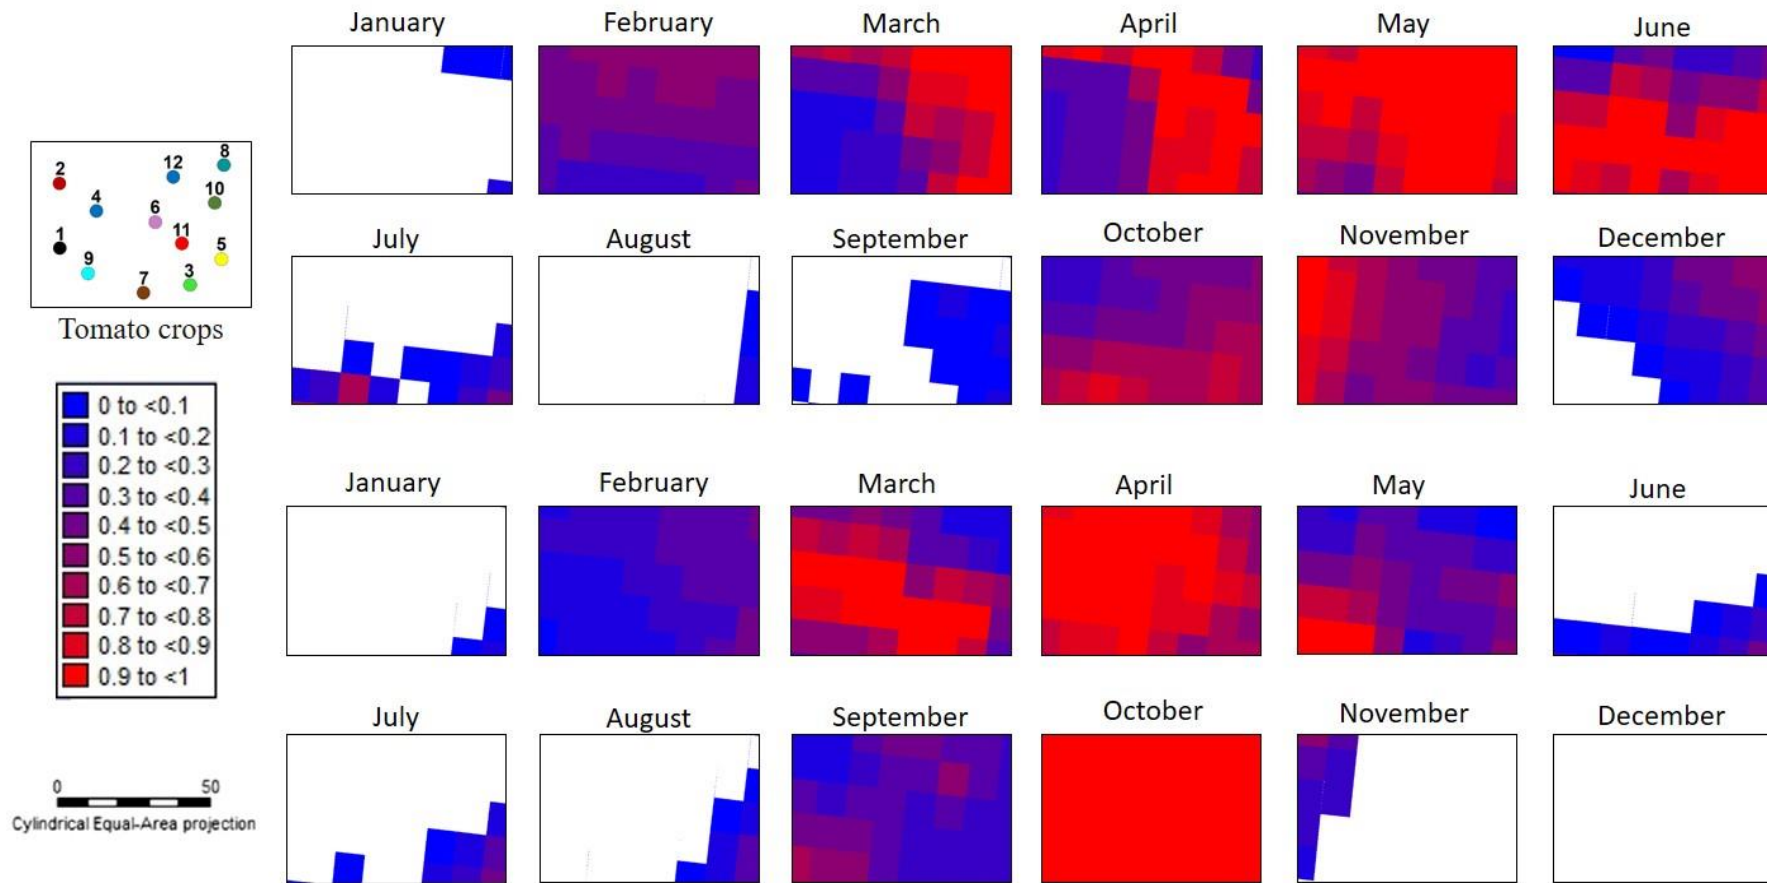 January February March April May June
2 12 8
4 6 10
1 11 5
9 7 3
Tomato crops
July August September October November December
0 to <0.1
0.1 to <0.2
0.2 to <0.3
0.3 to <0.4
0.4 to <0.5
0.5 to <0.6
0.6 to <0.7
0.7 to <0.8
0.8 to <0.9
0.9 to <1
January February March April May June
July August September October November December
0 50
Cylindrical Equal-Area projection